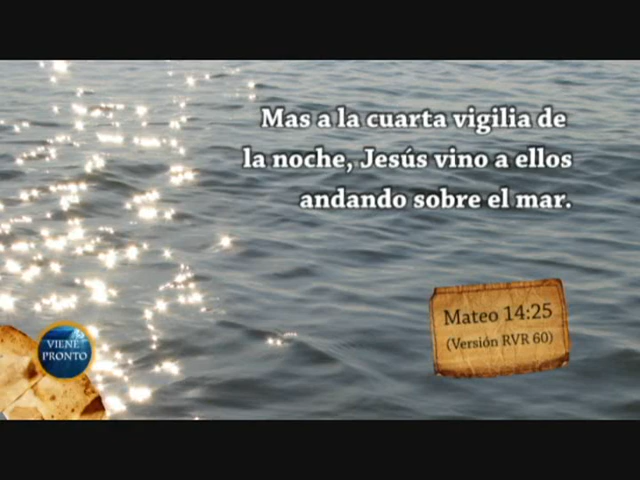 Mas a la cuarta vigilia de
la noche, Jesús vino a ellos
andando sobre el mar.
Mateo 14:25
(Versión RVR 60)
VIENE
PRONTO